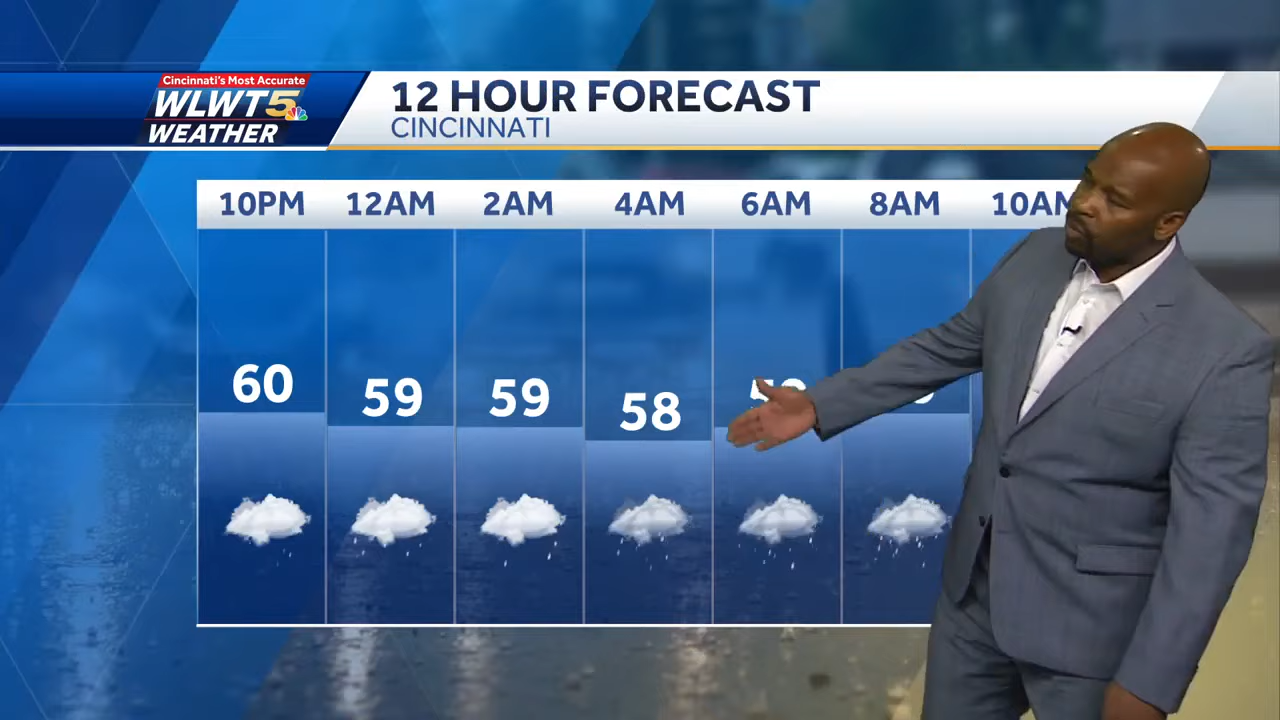 Cincinnati's Most Accurate
WLWT5
WEATHER
12 HOUR FORECAST
CINCINNATI
10PM 12AM 2AM 4AM 6AM 8AM 10AM
60 59 59 58